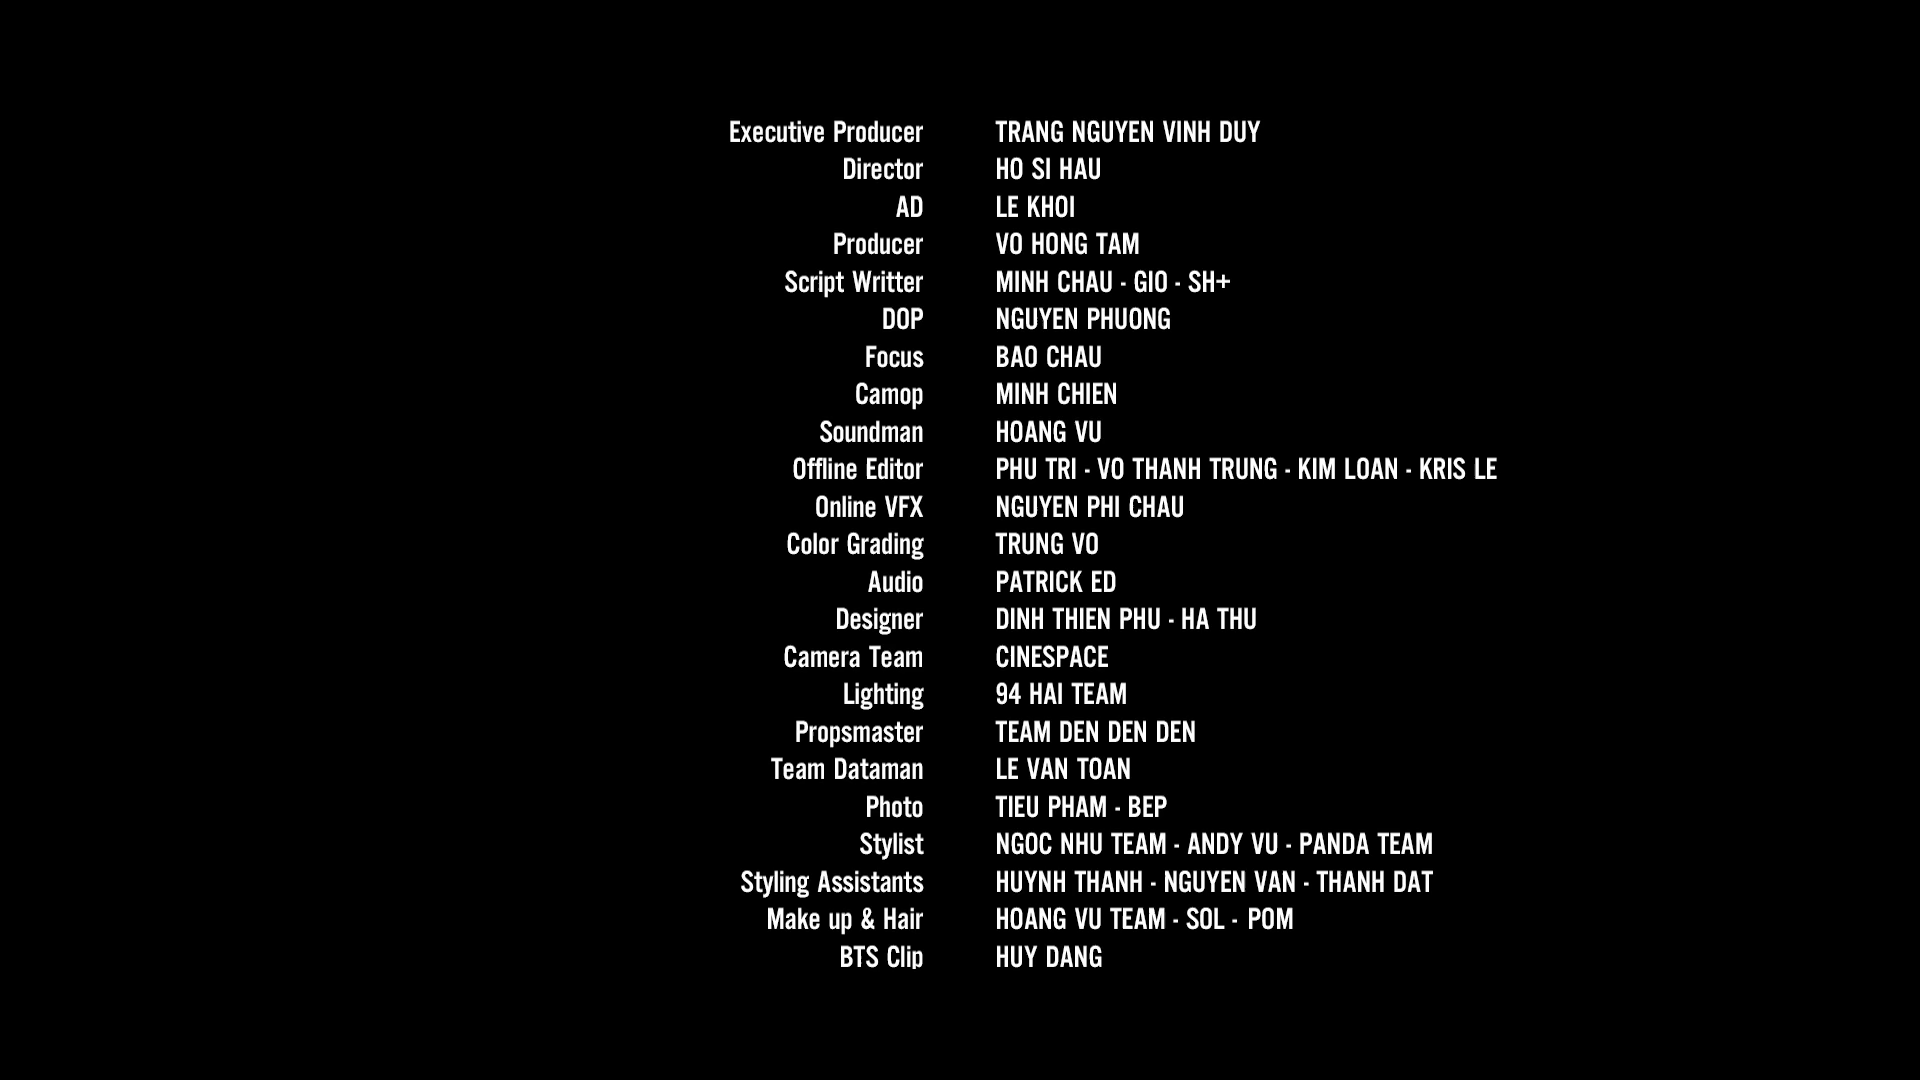 Executive Producer TRANG NGUYEN VINH DUY
Director HO SI HAU
AD LE KHOI
Producer VO HONG TAM
Script Writter MINH CHAU - GIO - SH+
DOP NGUYEN PHUONG
Focus BAO CHAU
Camop MINH CHIEN
Soundman HOANG VU
Offline Editor PHU TRI - VO THANH TRUNG - KIM LOAN - KRIS LE
Online VFX NGUYEN PHI CHAU
Color Grading TRUNG VO
Audio PATRICK ED
Designer DINH THIEN PHU - HA THU
Camera Team CINESPACE
Lighting 94 HAI TEAM
Propsmaster TEAM DEN DEN DEN
Team Dataman LE VAN TOAN
Photo TIEU PHAM - BEP
Stylist NGOC NHU TEAM - ANDY VU - PANDA TEAM
Styling Assistants HUYNH THANH - NGUYEN VAN - THANH DAT
Make up & Hair HOANG VU TEAM - SOL - POM
BTS Clip HUY DANG